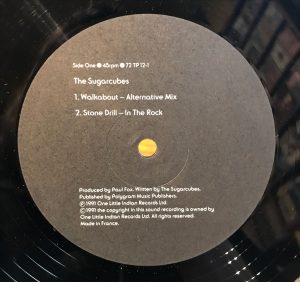 Side One ● 45rpm ● 72 TP 12-1
The Sugarcubes
1. Walkabout – Alternative Mix
2. Stone Drill – In The Rock
Produced by Paul Fox. Written by The Sugarcubes.
Published by Polygram Music Publishers.
℗ 1991 One Little Indian Records Ltd.
© 1991 the copyright in this sound recording is owned by
One Little Indian Records Ltd. All rights reserved.
Made in France.